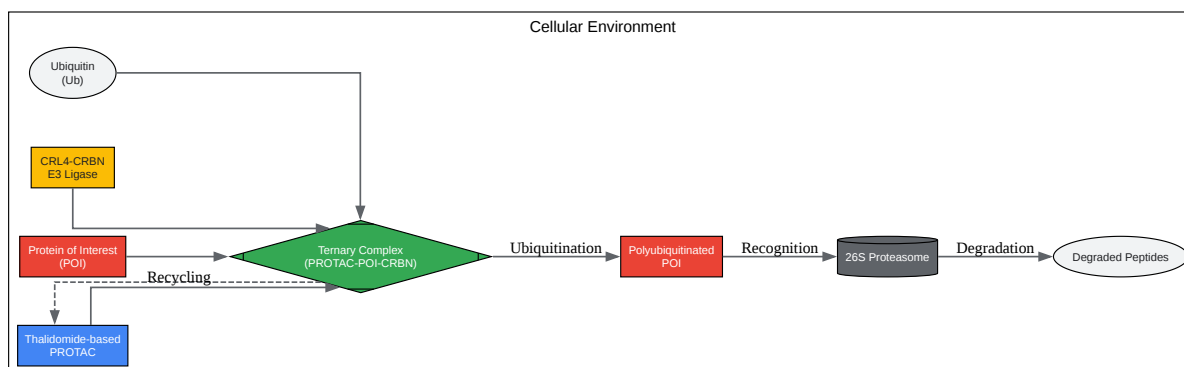 Cellular Environment
Ubiquitin
(Ub)
CRL4-CRBN
E3 Ligase
Protein of Interest
(POI)
Recycling
Thalidomide-based
PROTAC
Ternary Complex
(PROTAC-POI-CRBN)
Ubiquitination
Polyubiquitinated
POI
Recognition
26S Proteasome
Degradation
Degraded Peptides